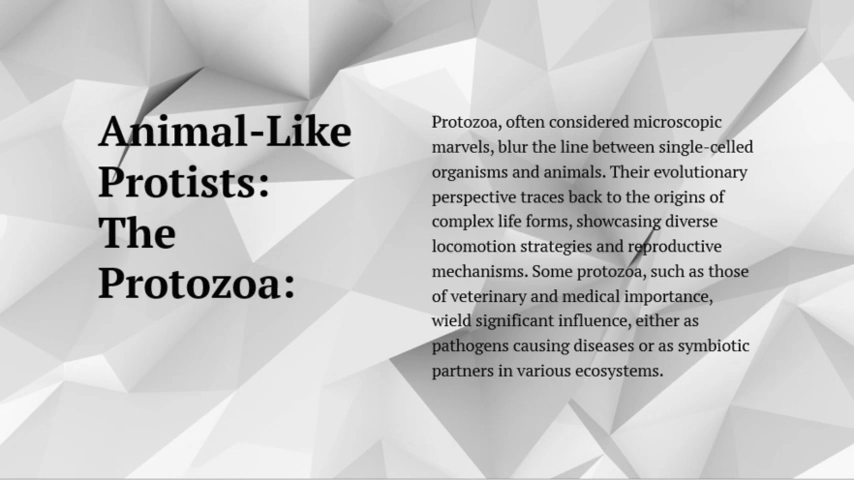 Animal-Like
Protists:
The
Protozoa:
Protozoa, often considered microscopic
marvels, blur the line between single-celled
organisms and animals. Their evolutionary
perspective traces back to the origins of
complex life forms, showcasing diverse
locomotion strategies and reproductive
mechanisms. Some protozoa, such as those
of veterinary and medical importance,
wield significant influence, either as
pathogens causing diseases or as symbiotic
partners in various ecosystems.